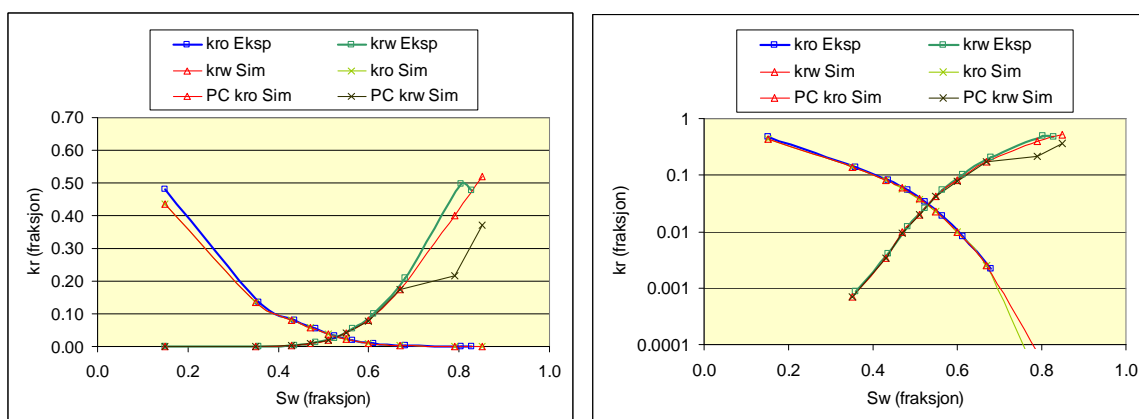 kro Eksp krw Eksp
krw Sim kro Sim
PC kro Sim PC krw Sim
0.70
0.60
0.50
0.40
0.30
0.20
0.10
0.00
kr (fraksjon)
0.0 0.2 0.4 0.6 0.8 1.0
Sw (fraksjon)
kro Eksp krw Eksp
krw Sim kro Sim
PC kro Sim PC krw Sim
1
0.1
0.01
0.001
0.0001
kr (fraksjon)
0.0 0.2 0.4 0.6 0.8 1.0
Sw (fraksjon)